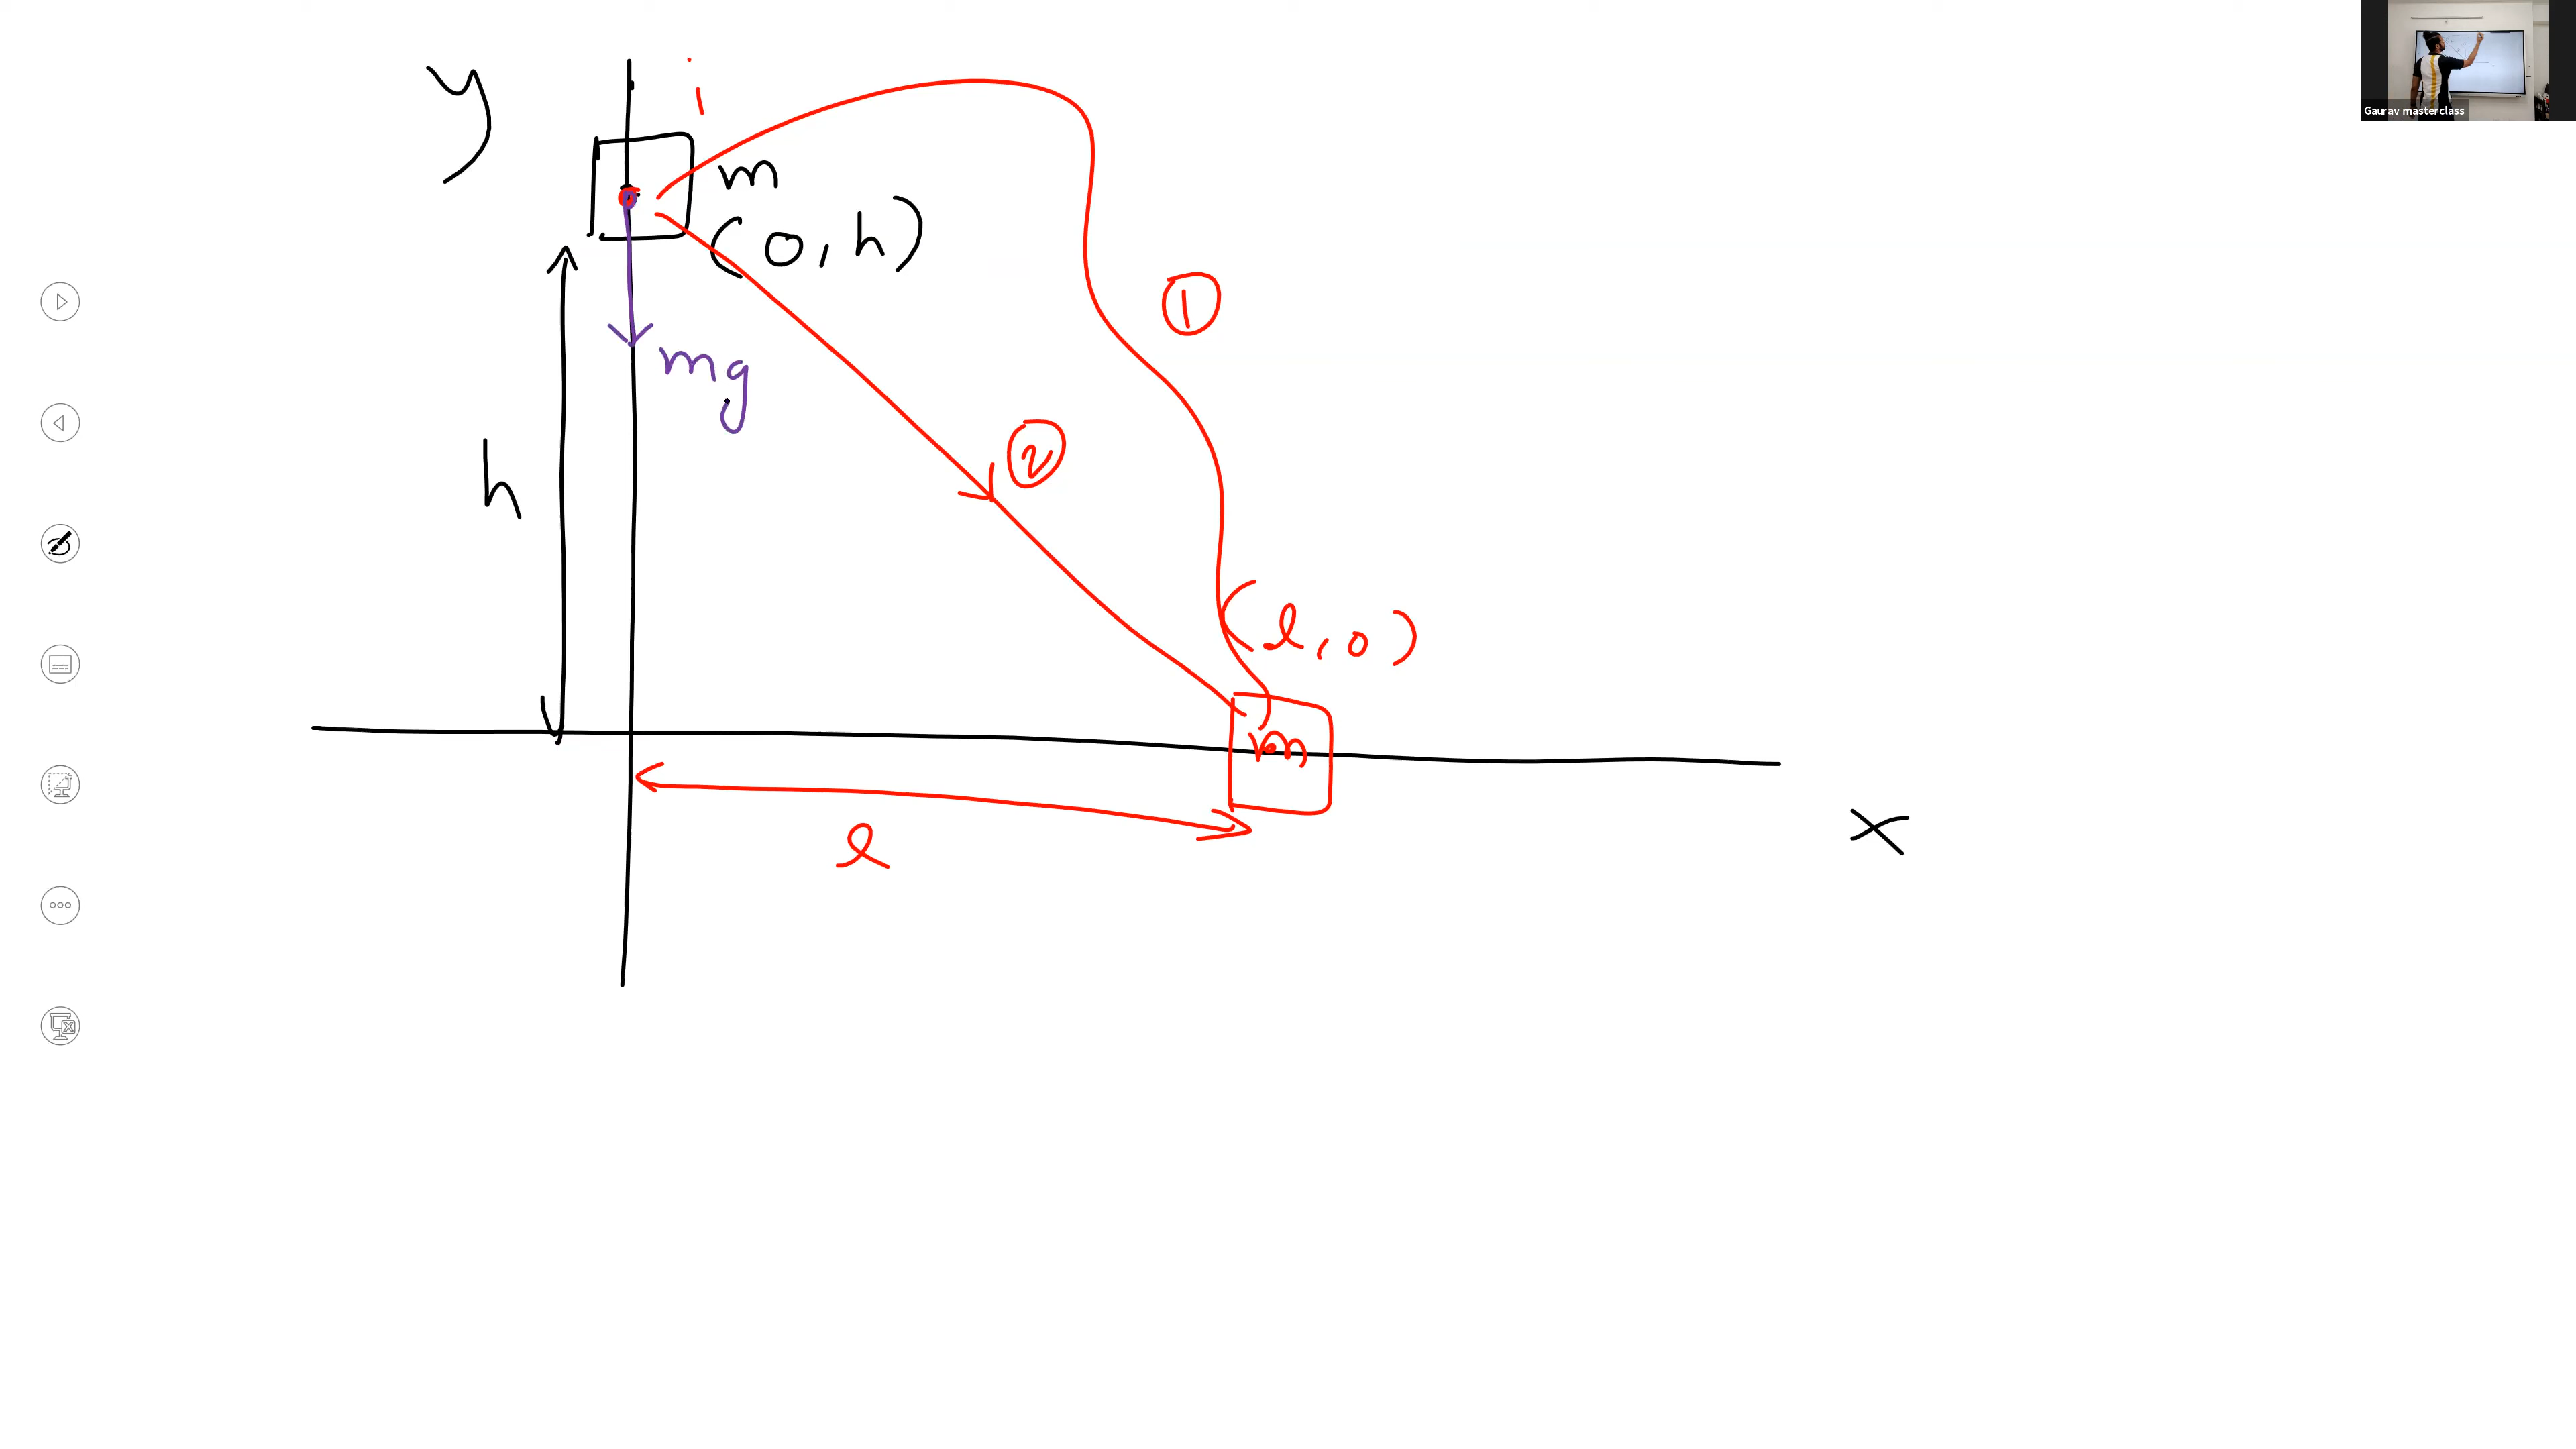 y
i
m
(0,h)
mg
①
②
h
(l,0)
m
l
x
Gaurav masterclass